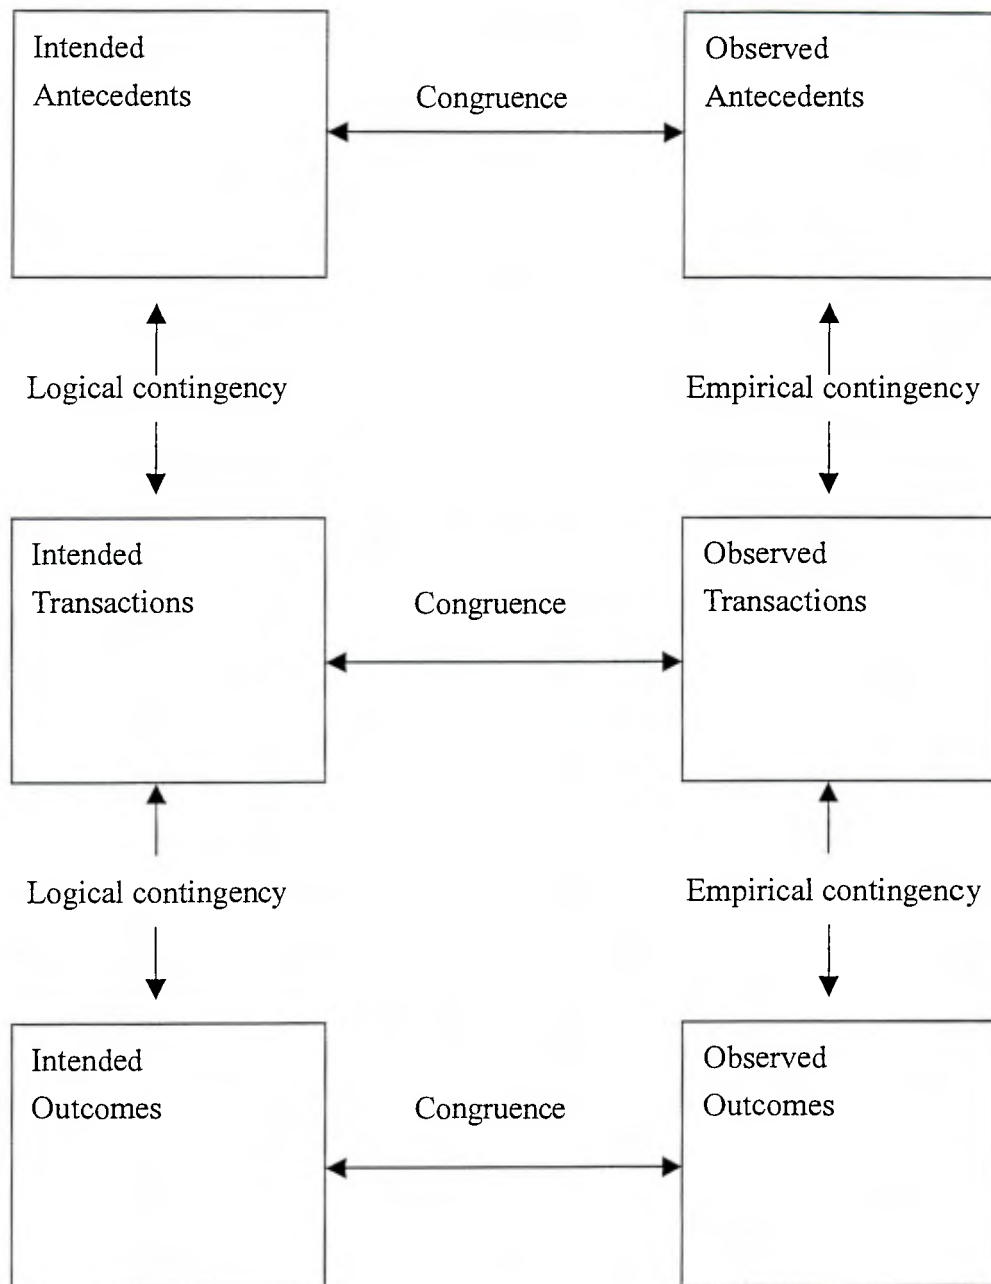 Intended
Antecedents
Congruence
Observed
Antecedents
Logical contingency
Empirical contingency
Intended
Transactions
Congruence
Observed
Transactions
Logical contingency
Empirical contingency
Intended
Outcomes
Congruence
Observed
Outcomes